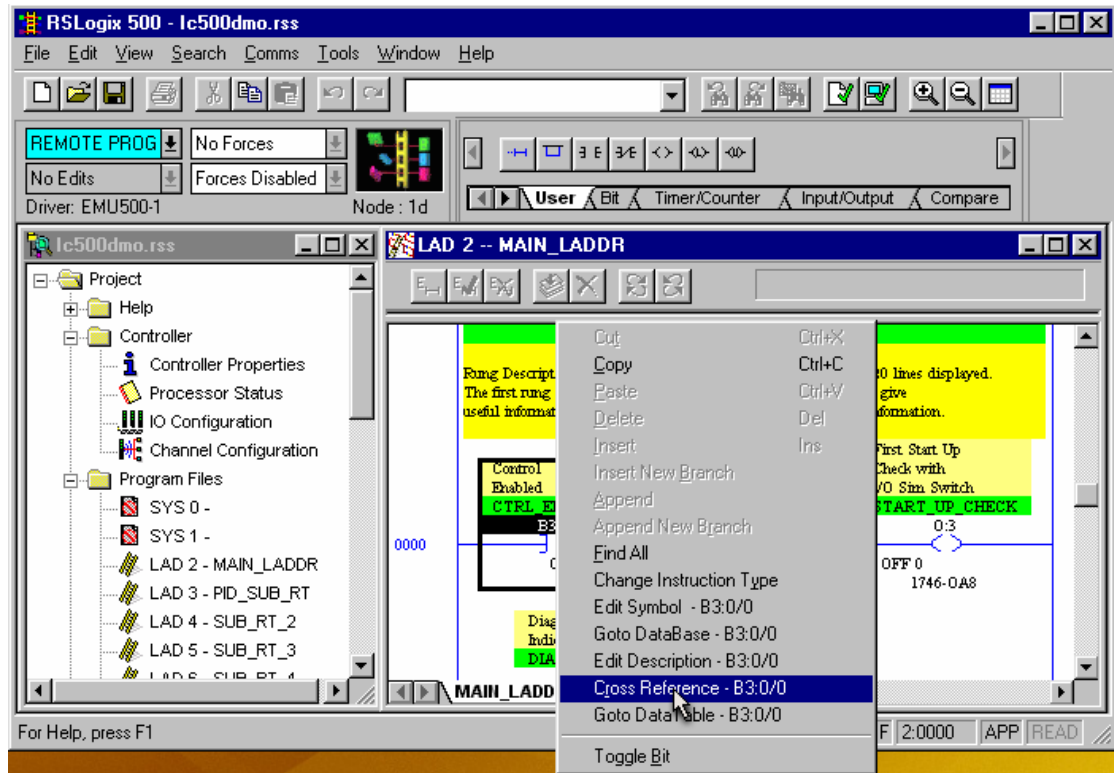 RSLogix 500 - lc500dmo.rss
File Edit View Search Comms Tools Window Help
REMOTE PROG No Forces
No Edits Forces Disabled
Driver: EMU500-1 Node : 1d
User Bit Timer/Counter Input/Output Compare
lc500dmo.rss
Project
Help
Controller
Controller Properties
Processor Status
IO Configuration
Channel Configuration
Program Files
SYS 0 -
SYS 1 -
LAD 2 - MAIN_LADDR
LAD 3 - PID_SUB_RT
LAD 4 - SUB_RT_2
LAD 5 - SUB_RT_3
LAD 6 - SUB_RT_4
LAD 2 -- MAIN_LADDR
Rung Descript
The first rung
useful informat
0 lines displayed.
give
formation.
Control
Enabled
CTRL_E
B3
0000
0
First Start Up
Check with
I/O Sim Switch
START_UP_CHECK
O:3
OFF 0
1746-OA8
Diag
Indi
DIA
MAIN_LADD
Cut Ctrl+X
Copy Ctrl+C
Paste Ctrl+V
Delete Del
Insert Ins
Insert New Branch
Append
Append New Branch
Find All
Change Instruction Type
Edit Symbol - B3:0/0
Goto DataBase - B3:0/0
Edit Description - B3:0/0
Cross Reference - B3:0/0
Goto DataTable - B3:0/0
Toggle Bit
For Help, press F1
F 2:0000 APP READ